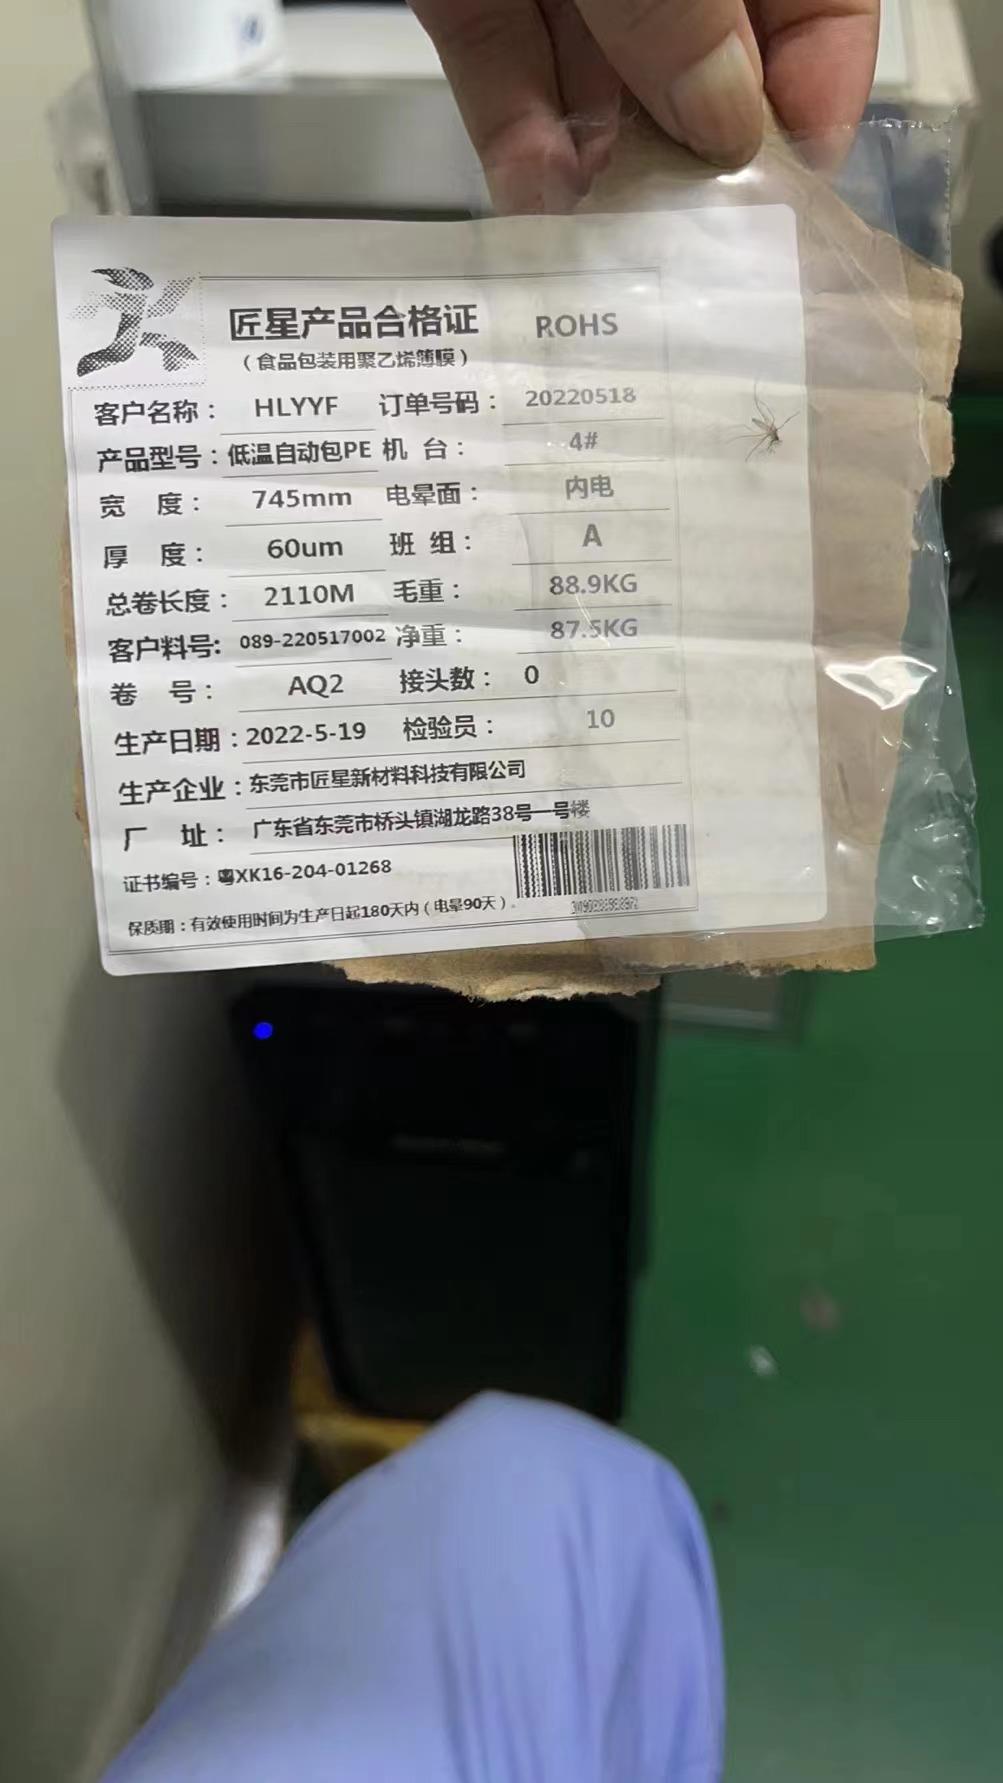 匠星产品合格证 ROHS
（食品包装用聚乙烯薄膜）
客户名称： HLYYF 订单号码： 20220518
产品型号：低温自动包PE 机 台： 4#
宽 度： 745mm 电晕面： 内电
厚 度： 60um 班 组： A
总卷长度： 2110M 毛重： 88.9KG
客户料号: 089-220517002 净重： 87.5KG
卷 号： AQ2 接头数： 0
生产日期：2022-5-19 检验员： 10
生产企业：东莞市匠星新材料科技有限公司
厂 址： 广东省东莞市桥头镇湖龙路38号一号楼
证书编号：粤XK16-204-01268
保质期：有效使用时间为生产日起180天内（电晕90天）。